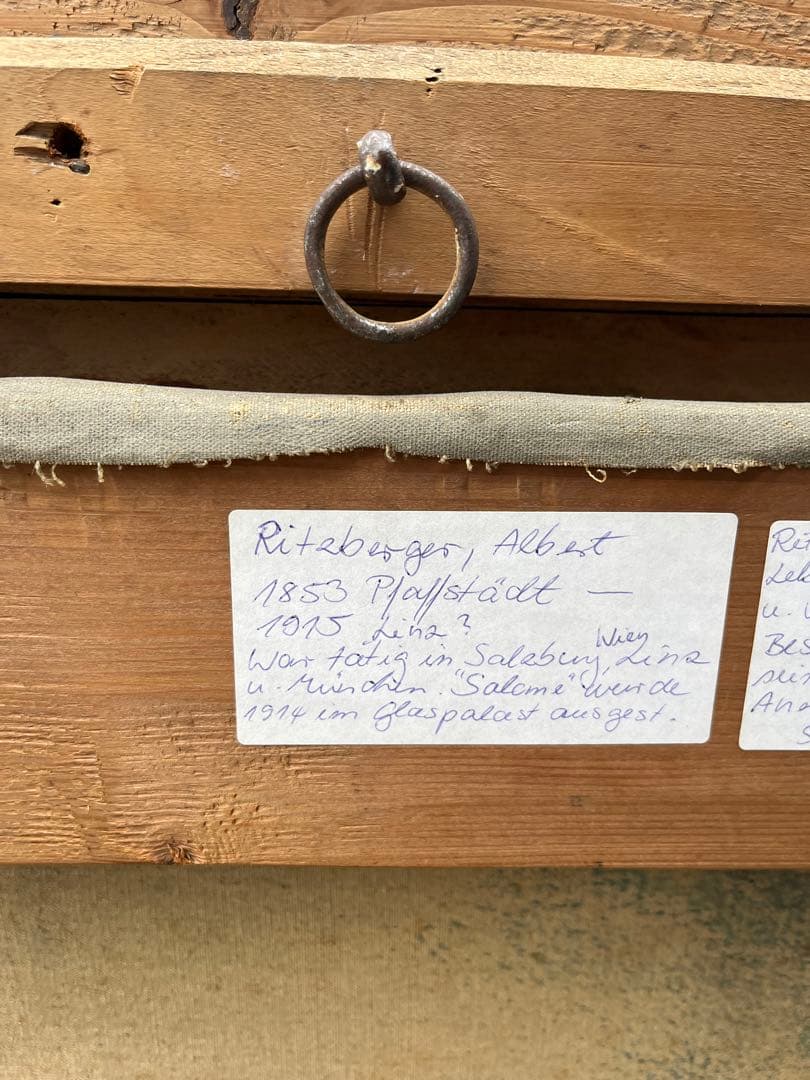 Ritzberger, Albert
1853 Pfaffstädt —
1915 Linz?
War tätig in Salzburg, Wien, Linz
u. München. "Salome" wurde
1914 im Glaspalast ausgest.
u.